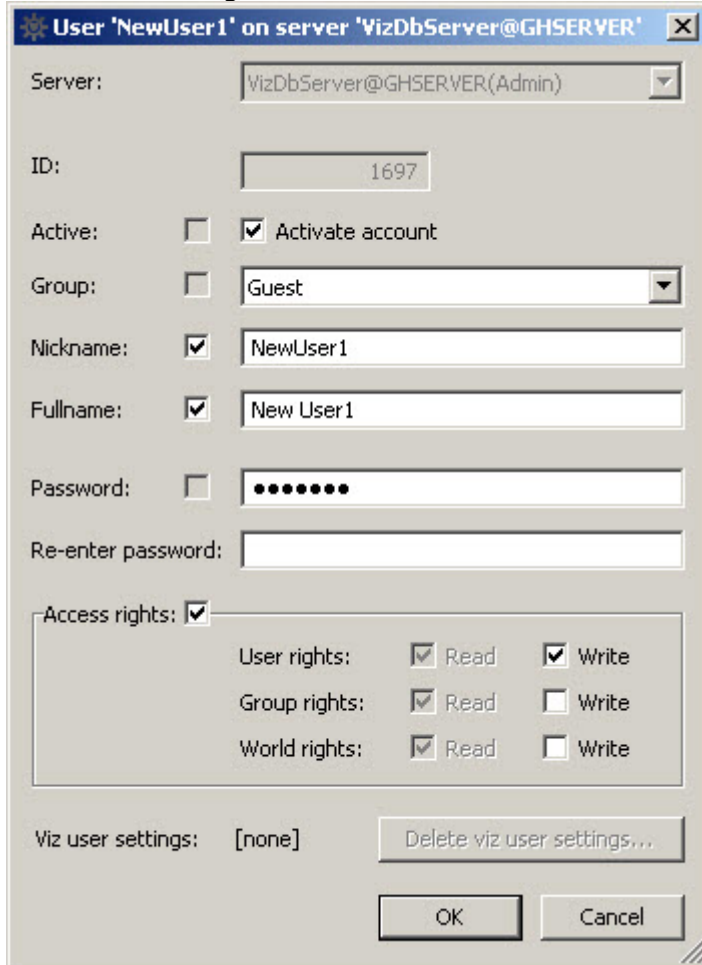 User 'NewUser1' on server 'VizDbServer@GHSERVER'
Server: VizDbServer@GHSERVER(Admin)
ID: 1697
Active: Activate account
Group: Guest
Nickname: NewUser1
Fullname: New User1
Password: •••••••
Re-enter password:
Access rights:
User rights: Read Write
Group rights: Read Write
World rights: Read Write
Viz user settings: [none] Delete viz user settings...
OK Cancel